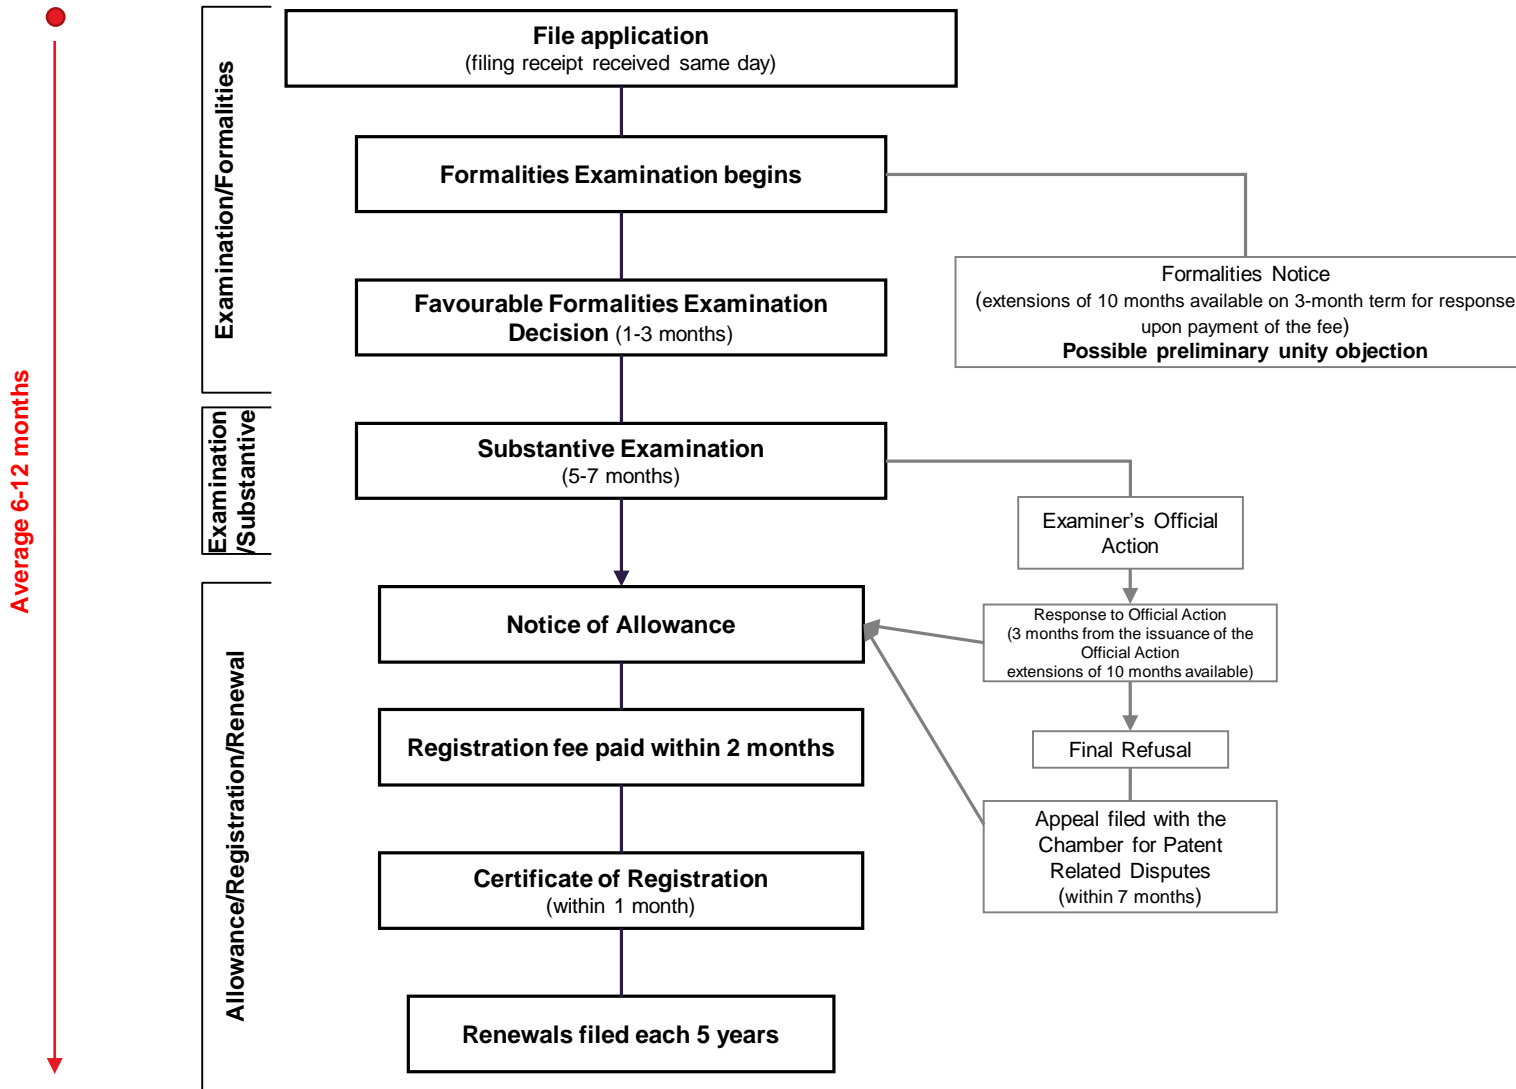 File application
(filing receipt received same day)
Examination/Formalities
Formalities Examination begins
Formalities Notice
(extensions of 10 months available on 3-month term for response
upon payment of the fee)
Possible preliminary unity objection
Favourable Formalities Examination
Decision (1-3 months)
Average 6-12 months
Examination
/Substantive
Substantive Examination
(5-7 months)
Examiner’s Official
Action
Allowance/Registration/Renewal
Notice of Allowance
Response to Official Action
(3 months from the issuance of the
Official Action
extensions of 10 months available)
Registration fee paid within 2 months
Final Refusal
Appeal filed with the
Chamber for Patent
Related Disputes
(within 7 months)
Certificate of Registration
(within 1 month)
Renewals filed each 5 years